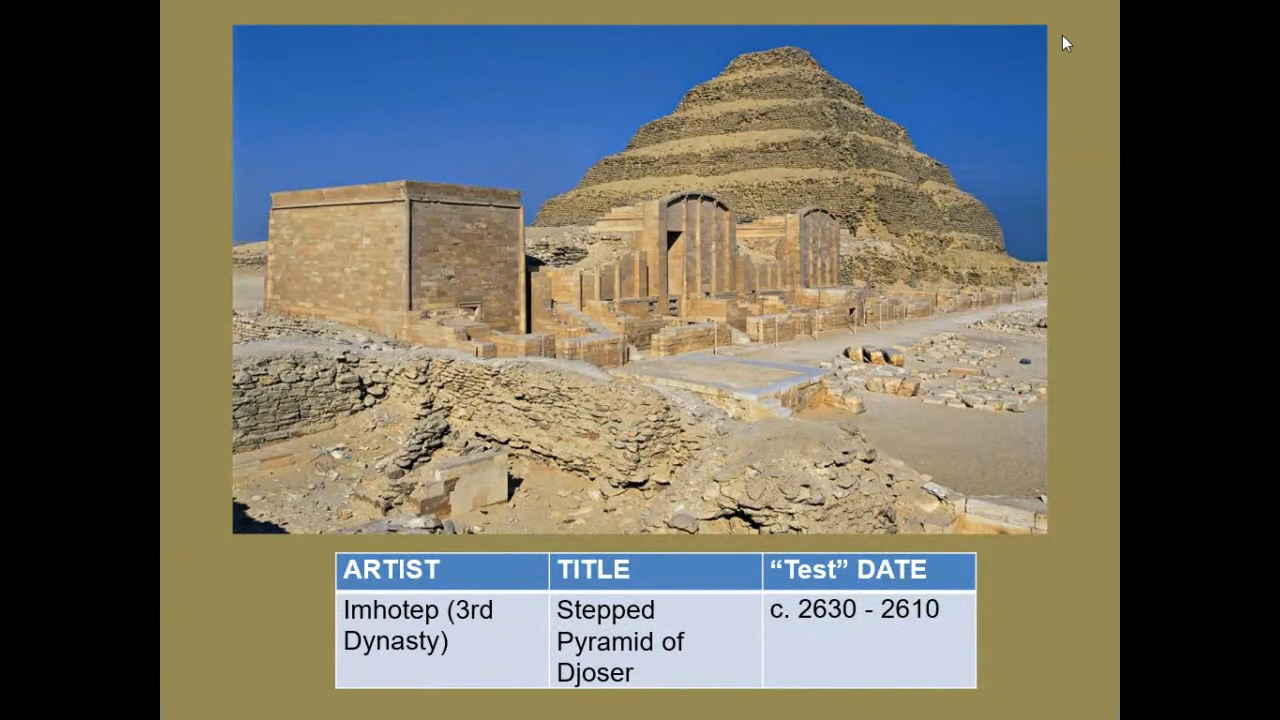 ARTIST
TITLE
“Test” DATE
Imhotep (3rd
Dynasty)
Stepped
Pyramid of
Djoser
c. 2630 - 2610